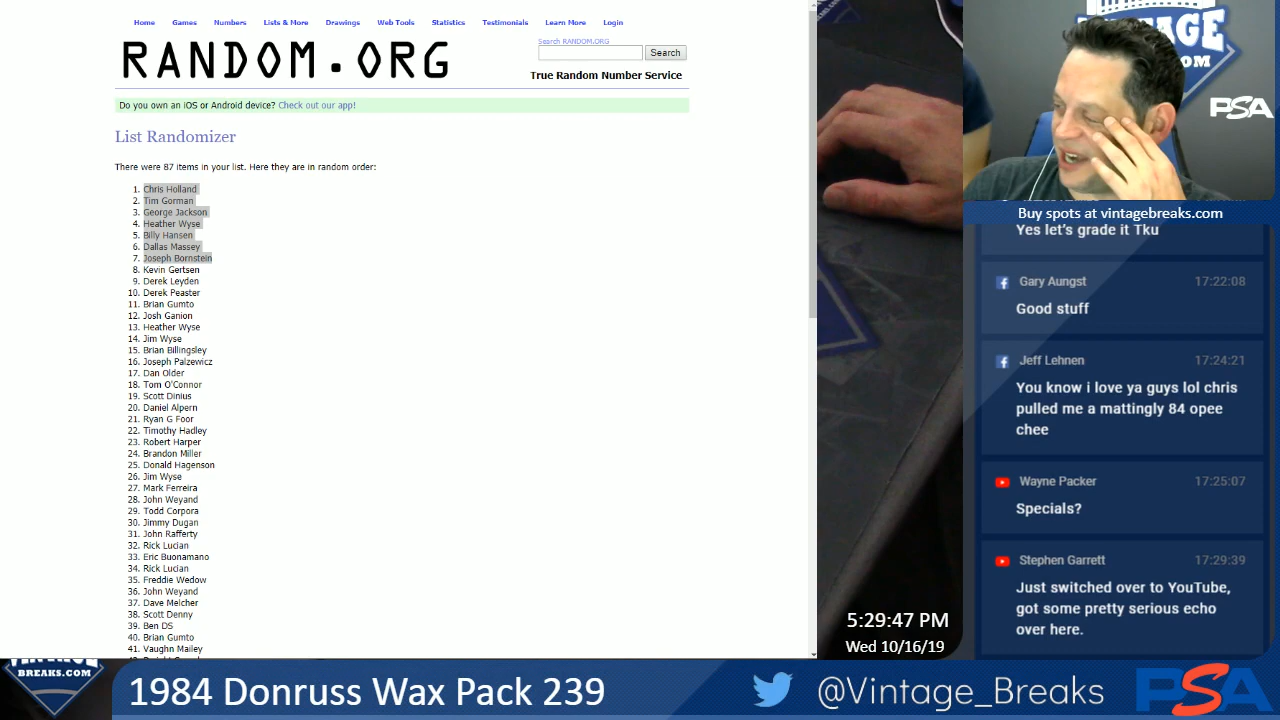 Home Games Numbers Lists & More Drawings Web Tools Statistics Testimonials Learn More Login
RANDOM.ORG
Search RANDOM.ORG
Search
True Random Number Service
Do you own an iOS or Android device? Check out our app!
List Randomizer
There were 87 items in your list. Here they are in random order:
1. Chris Holland
2. Tim Gorman
3. George Jackson
4. Heather Wyse
5. Billy Hansen
6. Dallas Massey
7. Joseph Bornstein
8. Kevin Gertsen
9. Derek Leyden
10. Derek Peaster
11. Brian Gumto
12. Josh Ganion
13. Heather Wyse
14. Jim Wyse
15. Brian Billingsley
16. Joseph Palzewicz
17. Dan Older
18. Tom O'Connor
19. Scott Dinius
20. Daniel Alpern
21. Ryan G Foor
22. Timothy Hadley
23. Robert Harper
24. Brandon Miller
25. Donald Hagenson
26. Jim Wyse
27. Mark Ferreira
28. John Weyand
29. Todd Corpora
30. Jimmy Dugan
31. John Rafferty
32. Rick Lucian
33. Eric Buonamano
34. Rick Lucian
35. Freddie Wedow
36. John Weyand
37. Dave Melcher
38. Scott Denny
39. Ben DS
40. Brian Gumto
41. Vaughn Mailey
VINTAGE
PSA
Buy spots at vintagebreaks.com
Yes let's grade it Tku
Gary Aungst 17:22:08
Good stuff
Jeff Lehnen 17:24:21
You know i love ya guys lol chris
pulled me a mattingly 84 opee
chee
Wayne Packer 17:25:07
Specials?
Stephen Garrett 17:29:39
Just switched over to YouTube,
got some pretty serious echo
over here.
5:29:47 PM
Wed 10/16/19
BREAKS.COM
1984 Donruss Wax Pack 239
@Vintage_Breaks
PSA